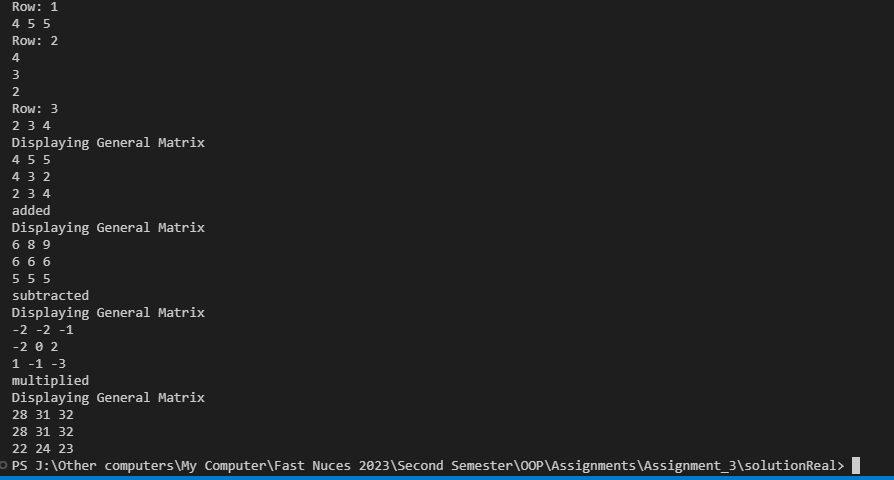 Row: 1
4 5 5
Row: 2
4
3
2
Row: 3
2 3 4
Displaying General Matrix
4 5 5
4 3 2
2 3 4
added
Displaying General Matrix
6 8 9
6 6 6
5 5 5
subtracted
Displaying General Matrix
-2 -2 -1
-2 0 2
1 -1 -3
multiplied
Displaying General Matrix
28 31 32
28 31 32
22 24 23
PS J:\Other computers\My Computer\Fast Nuces 2023\Second Semester\OOP\Assignments\Assignment_3\solutionReal>